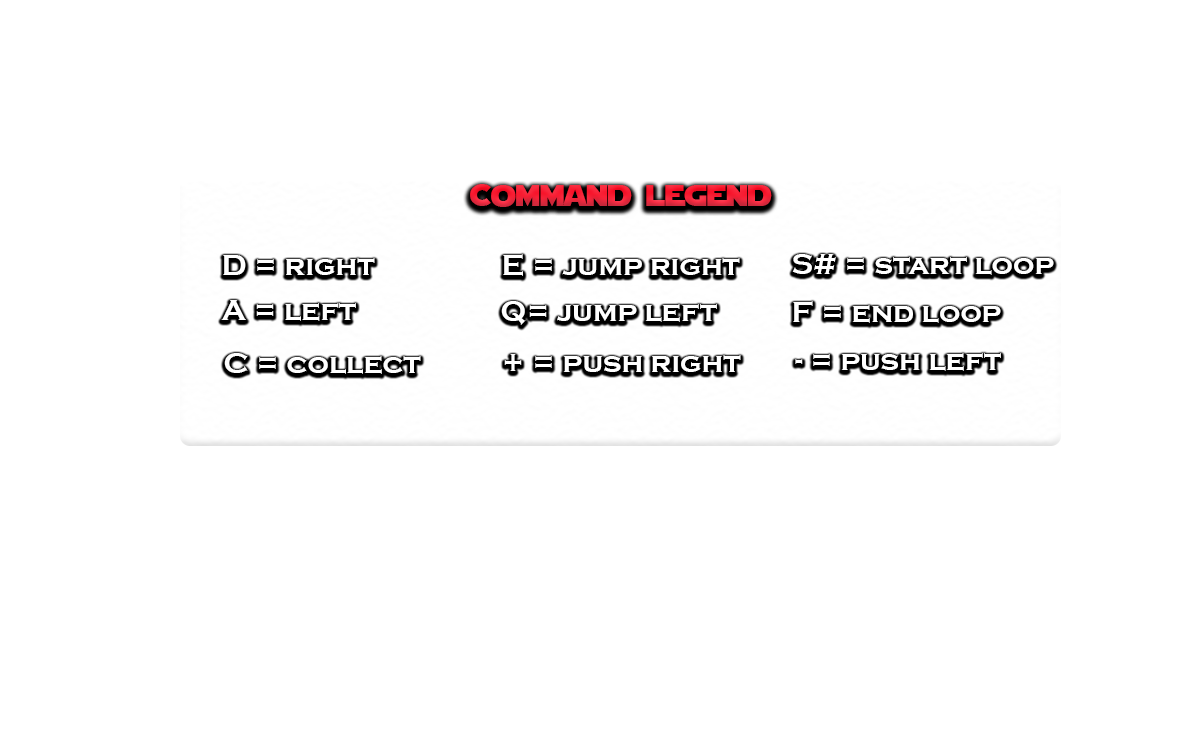 COMMAND LEGEND
D = RIGHT E = JUMP RIGHT S# = START LOOP
A = LEFT Q= JUMP LEFT F = END LOOP
C = COLLECT + = PUSH RIGHT - = PUSH LEFT